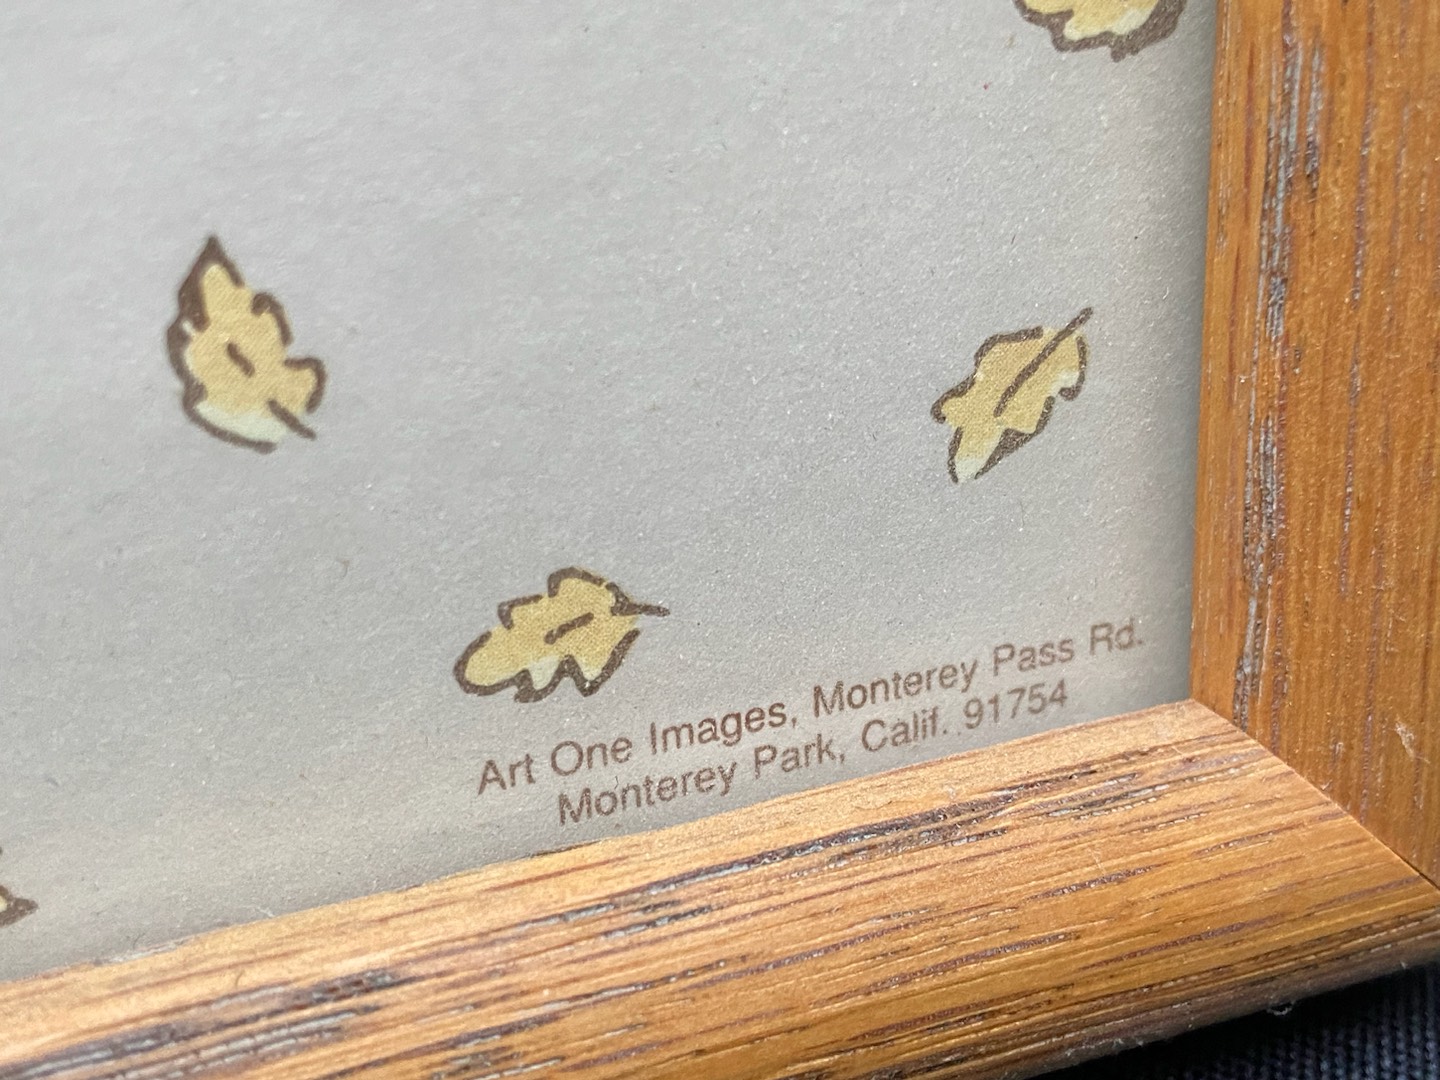 Art One Images, Monterey Pass Rd.
Monterey Park, Calif. 91754